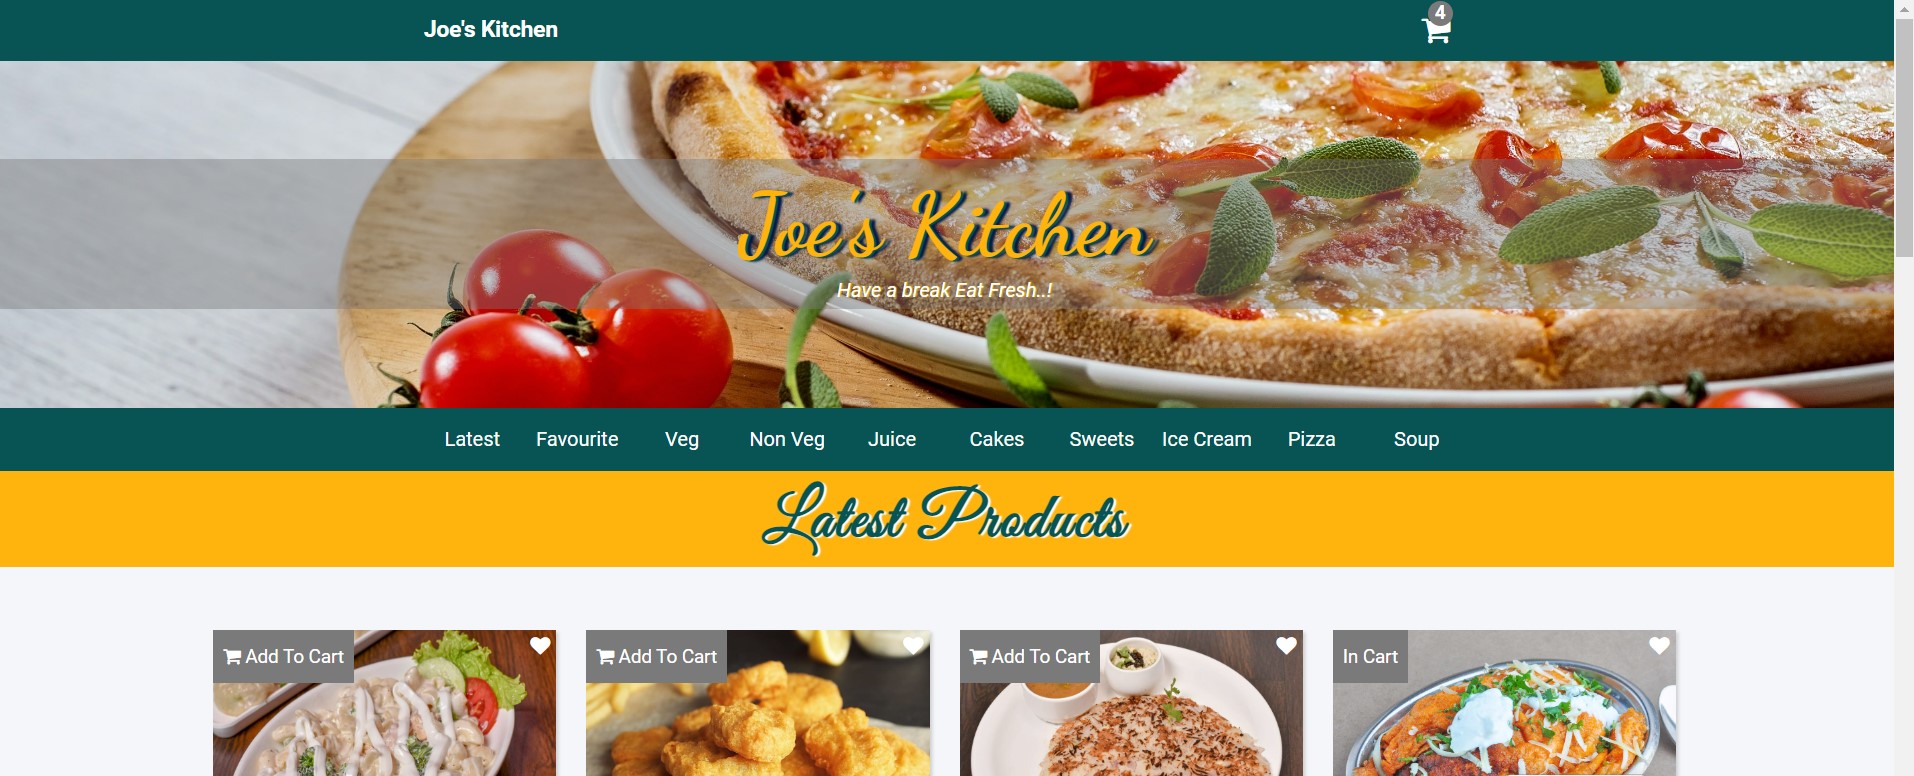 Joe's Kitchen
4
Joe's Kitchen
Have a break Eat Fresh..!
Latest Favourite Veg Non Veg Juice Cakes Sweets Ice Cream Pizza Soup
Latest Products
Add To Cart
Add To Cart
Add To Cart
In Cart